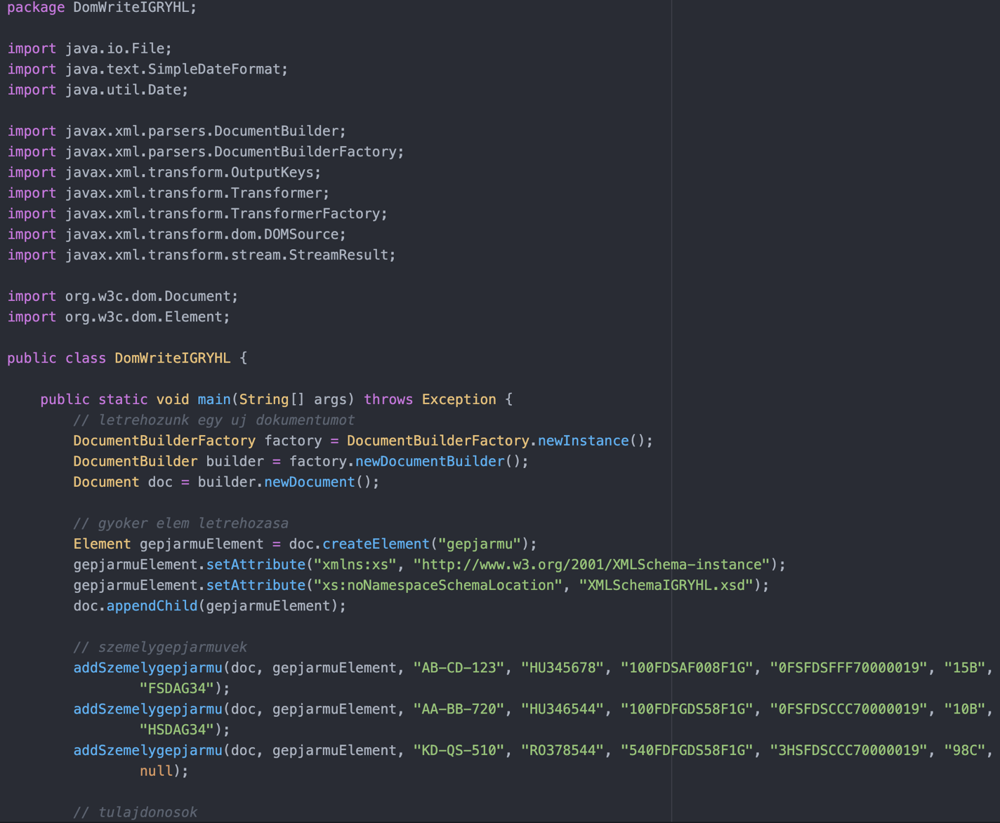 package DomWriteIGRYHL;
import java.io.File;
import java.text.SimpleDateFormat;
import java.util.Date;
import javax.xml.parsers.DocumentBuilder;
import javax.xml.parsers.DocumentBuilderFactory;
import javax.xml.transform.OutputKeys;
import javax.xml.transform.Transformer;
import javax.xml.transform.TransformerFactory;
import javax.xml.transform.dom.DOMSource;
import javax.xml.transform.stream.StreamResult;
import org.w3c.dom.Document;
import org.w3c.dom.Element;
public class DomWriteIGRYHL {
    public static void main(String[] args) throws Exception {
        // letrehozunk egy uj dokumentumot
        DocumentBuilderFactory factory = DocumentBuilderFactory.newInstance();
        DocumentBuilder builder = factory.newDocumentBuilder();
        Document doc = builder.newDocument();
        // gyoker elem letrehozasa
        Element gepjarmuElement = doc.createElement("gepjarmu");
        gepjarmuElement.setAttribute("xmlns:xs", "http://www.w3.org/2001/XMLSchema-instance");
        gepjarmuElement.setAttribute("xs:noNamespaceSchemaLocation", "XMLSchemaIGRYHL.xsd");
        doc.appendChild(gepjarmuElement);
        // szemelygepjarmuvek
        addSzemelygepjarmu(doc, gepjarmuElement, "AB-CD-123", "HU345678", "100FDSAF008F1G", "0FSFDSFFF70000019", "15B",
                "FSDAG34");
        addSzemelygepjarmu(doc, gepjarmuElement, "AA-BB-720", "HU346544", "100FDFGDS58F1G", "0FSFDSCCC70000019", "10B",
                "HSDAG34");
        addSzemelygepjarmu(doc, gepjarmuElement, "KD-QS-510", "RO378544", "540FDFGDS58F1G", "3HSFDSCCC70000019", "98C",
                null);
        // tulajdonosok